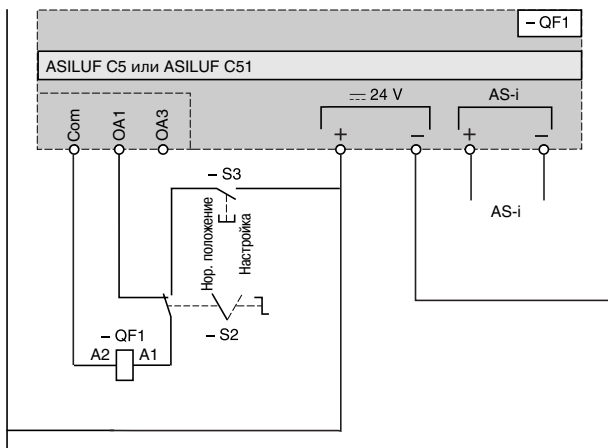 – QF1
ASILUF C5 или ASILUF C51
24 V
AS-i
Com
OA1
OA3
+
–
+
–
– S3
AS-i
Нор. положение
Настройка
– S2
– QF1
A2
A1